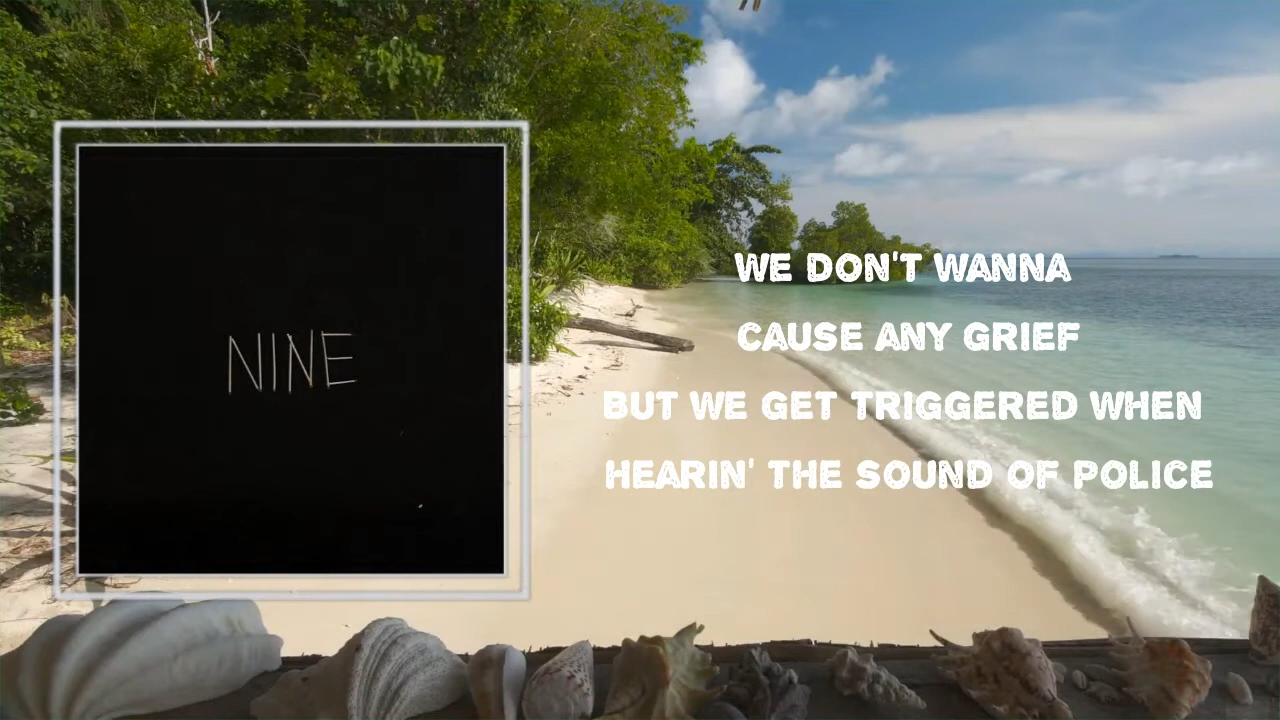 NINE
WE DON'T WANNA
CAUSE ANY GRIEF
BUT WE GET TRIGGERED WHEN
HEARIN' THE SOUND OF POLICE